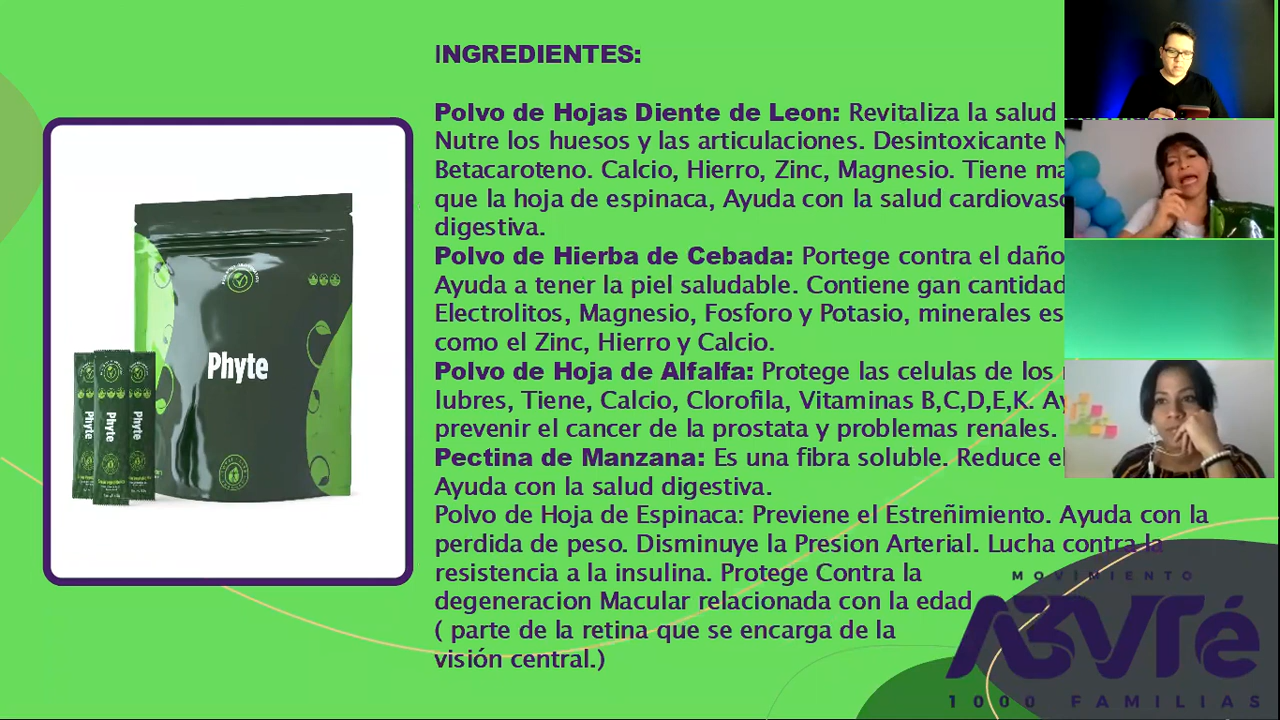 INGREDIENTES:
Polvo de Hojas Diente de Leon: Revitaliza la salud
Nutre los huesos y las articulaciones. Desintoxicante
Betacaroteno. Calcio, Hierro, Zinc, Magnesio. Tiene
que la hoja de espinaca, Ayuda con la salud
digestiva.
Polvo de Hierba de Cebada: Portege contra el daño
Ayuda a tener la piel saludable. Contiene gan cantidad
Electrolitos, Magnesio, Fosforo y Potasio, minerales
como el Zinc, Hierro y Calcio.
Polvo de Hoja de Alfalfa: Protege las celulas de los
lubres, Tiene, Calcio, Clorofila, Vitaminas B,C,D,E,K.
prevenir el cancer de la prostata y problemas renales.
Pectina de Manzana: Es una fibra soluble. Reduce
Ayuda con la salud digestiva.
Polvo de Hoja de Espinaca: Previene el Estreñimiento. Ayuda con la
perdida de peso. Disminuye la Presion Arterial. Lucha contra la
resistencia a la insulina. Protege Contra la
degeneracion Macular relacionada con la edad
( parte de la retina que se encarga de la
visión central.)
Phyte
Phyte
Phyte
Phyte
MOVIMIENTO
A3VTé
1000 FAMILIAS